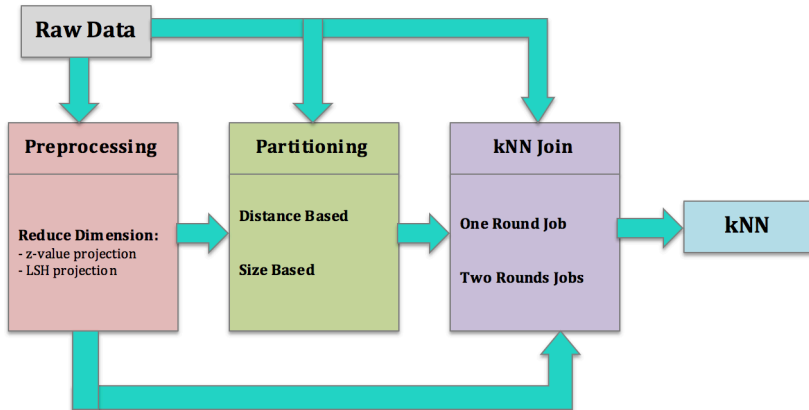 Raw Data
Preprocessing
Reduce Dimension:
- z-value projection
- LSH projection
Partitioning
Distance Based
Size Based
kNN Join
One Round Job
Two Rounds Jobs
kNN